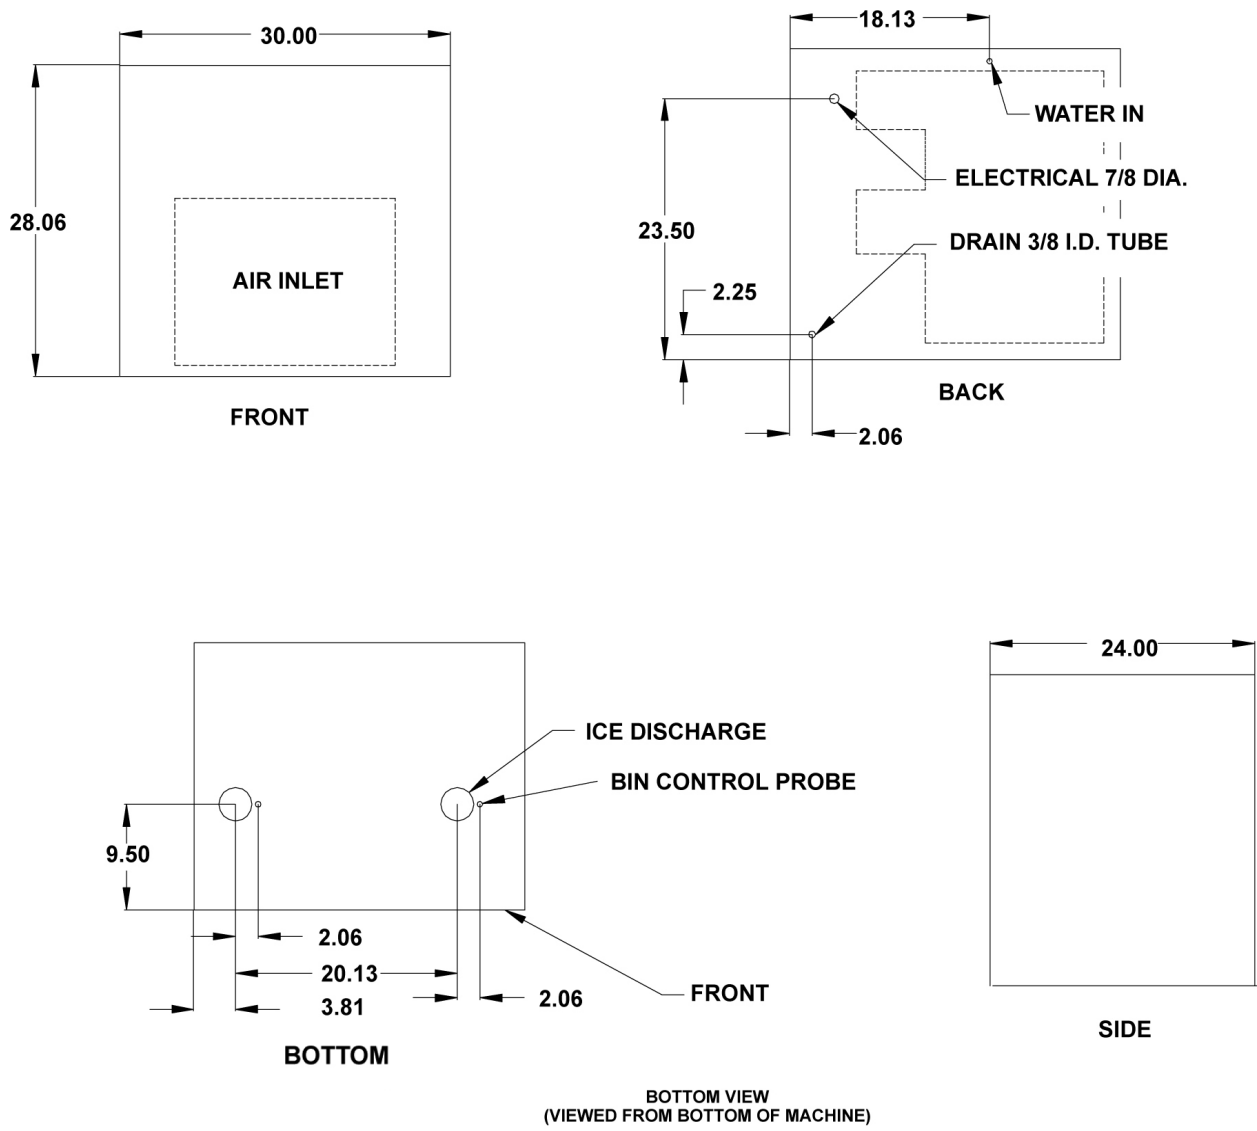 30.00
18.13
WATER IN
ELECTRICAL 7/8 DIA.
28.06
23.50
DRAIN 3/8 I.D. TUBE
AIR INLET
2.25
BACK
FRONT
2.06
24.00
ICE DISCHARGE
BIN CONTROL PROBE
9.50
2.06
20.13
FRONT
2.06
3.81
SIDE
BOTTOM
BOTTOM VIEW
(VIEWED FROM BOTTOM OF MACHINE)